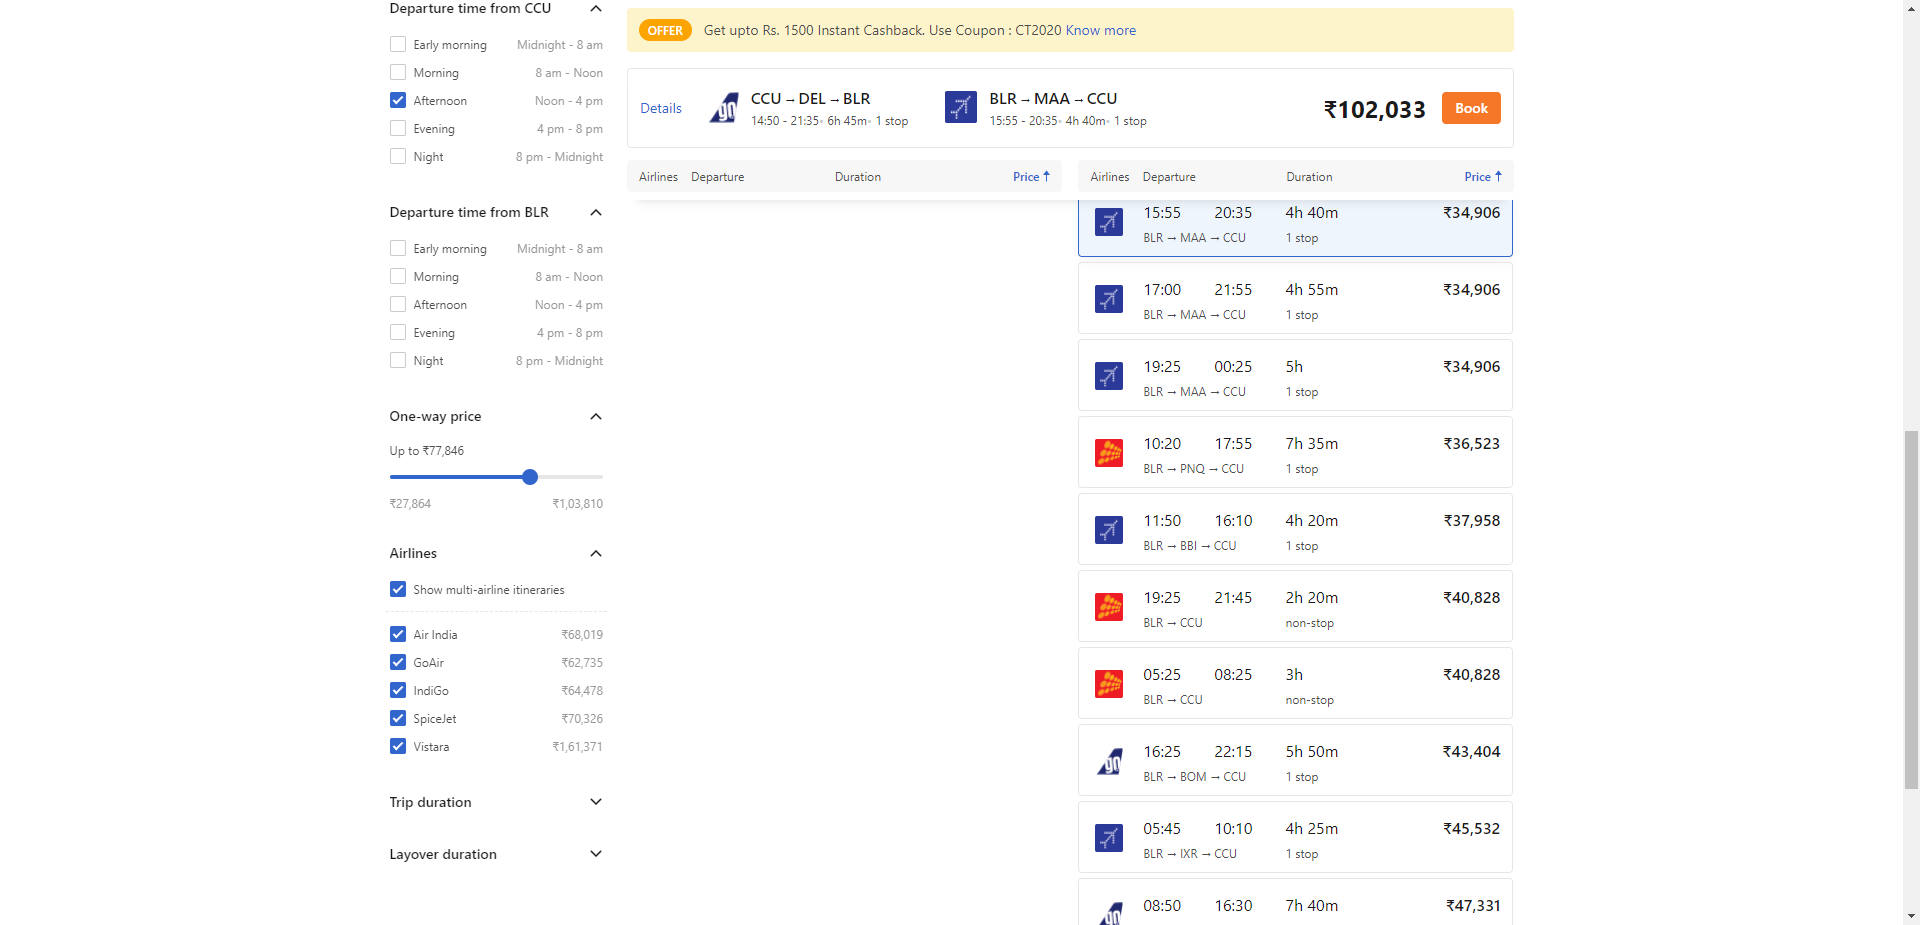 Departure time from CCU
Early morning Midnight - 8 am
Morning 8 am - Noon
Afternoon Noon - 4 pm
Evening 4 pm - 8 pm
Night 8 pm - Midnight
Departure time from BLR
Early morning Midnight - 8 am
Morning 8 am - Noon
Afternoon Noon - 4 pm
Evening 4 pm - 8 pm
Night 8 pm - Midnight
One-way price
Up to ₹77,846
₹27,864 ₹1,03,810
Airlines
Show multi-airline itineraries
Air India ₹68,019
GoAir ₹62,735
IndiGo ₹64,478
SpiceJet ₹70,326
Vistara ₹1,61,371
Trip duration
Layover duration
OFFER Get upto Rs. 1500 Instant Cashback. Use Coupon : CT2020 Know more
Details
go
CCU → DEL → BLR
14:50 - 21:35• 6h 45m• 1 stop
BLR → MAA → CCU
15:55 - 20:35• 4h 40m• 1 stop
₹102,033 Book
Airlines Departure Duration Price ↑
Airlines Departure Duration Price ↑
15:55 20:35 4h 40m ₹34,906
BLR → MAA → CCU 1 stop
17:00 21:55 4h 55m ₹34,906
BLR → MAA → CCU 1 stop
19:25 00:25 5h ₹34,906
BLR → MAA → CCU 1 stop
10:20 17:55 7h 35m ₹36,523
BLR → PNQ → CCU 1 stop
11:50 16:10 4h 20m ₹37,958
BLR → BBI → CCU 1 stop
19:25 21:45 2h 20m ₹40,828
BLR → CCU non-stop
05:25 08:25 3h ₹40,828
BLR → CCU non-stop
go 16:25 22:15 5h 50m ₹43,404
BLR → BOM → CCU 1 stop
05:45 10:10 4h 25m ₹45,532
BLR → IXR → CCU 1 stop
go 08:50 16:30 7h 40m ₹47,331